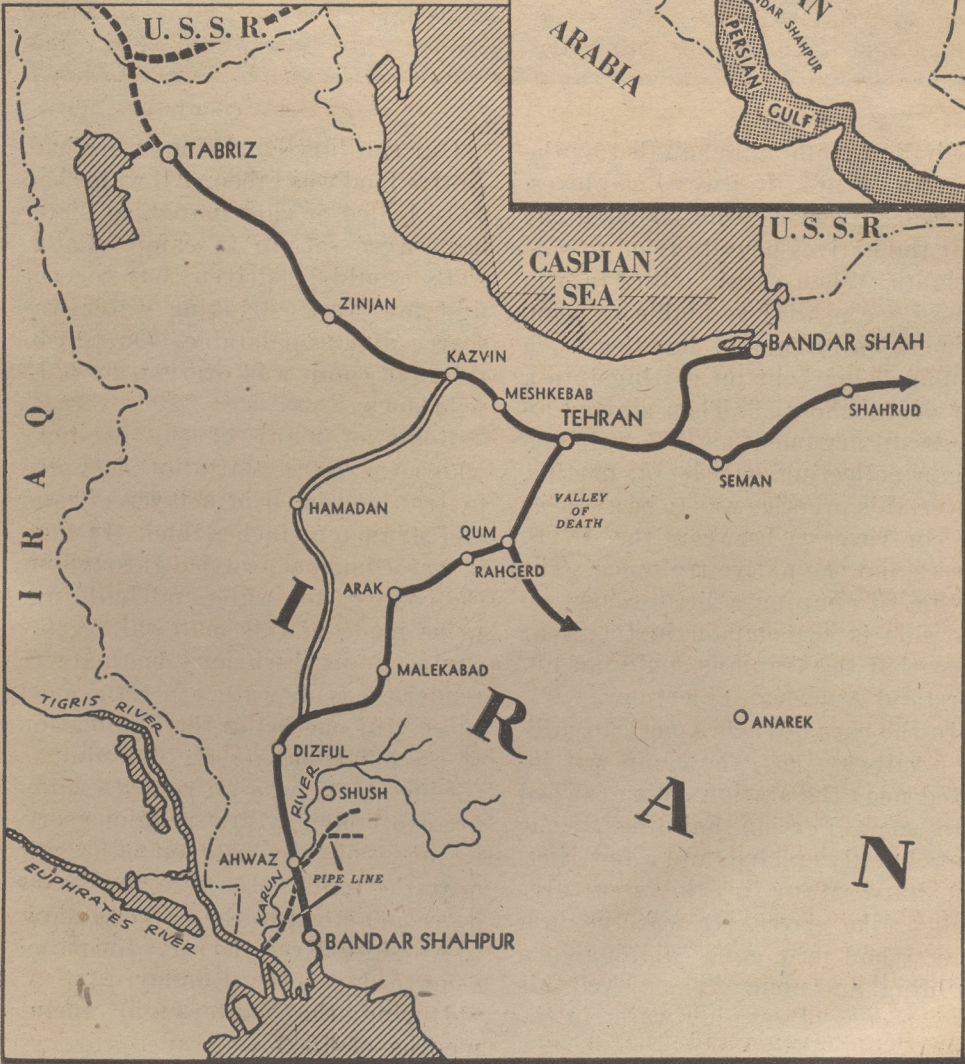 U. S. S. R.
TABRIZ
ARABIA
AN
DAR SHAHPUR
PERSIAN
GULF
U. S. S. R.
CASPIAN
SEA
ZINJAN
BANDAR SHAH
KAZVIN
MESHKEBAB
TEHRAN
SHAHRUD
SEMAN
IRAQ
HAMADAN
VALLEY
OF
DEATH
QUM
RAHGERD
ARAK
IRAN
MALEKABAD
TIGRIS RIVER
ANAREK
DIZFUL
KARUN RIVER
SHUSH
AHWAZ
PIPE LINE
EUPHRATES RIVER
BANDAR SHAHPUR